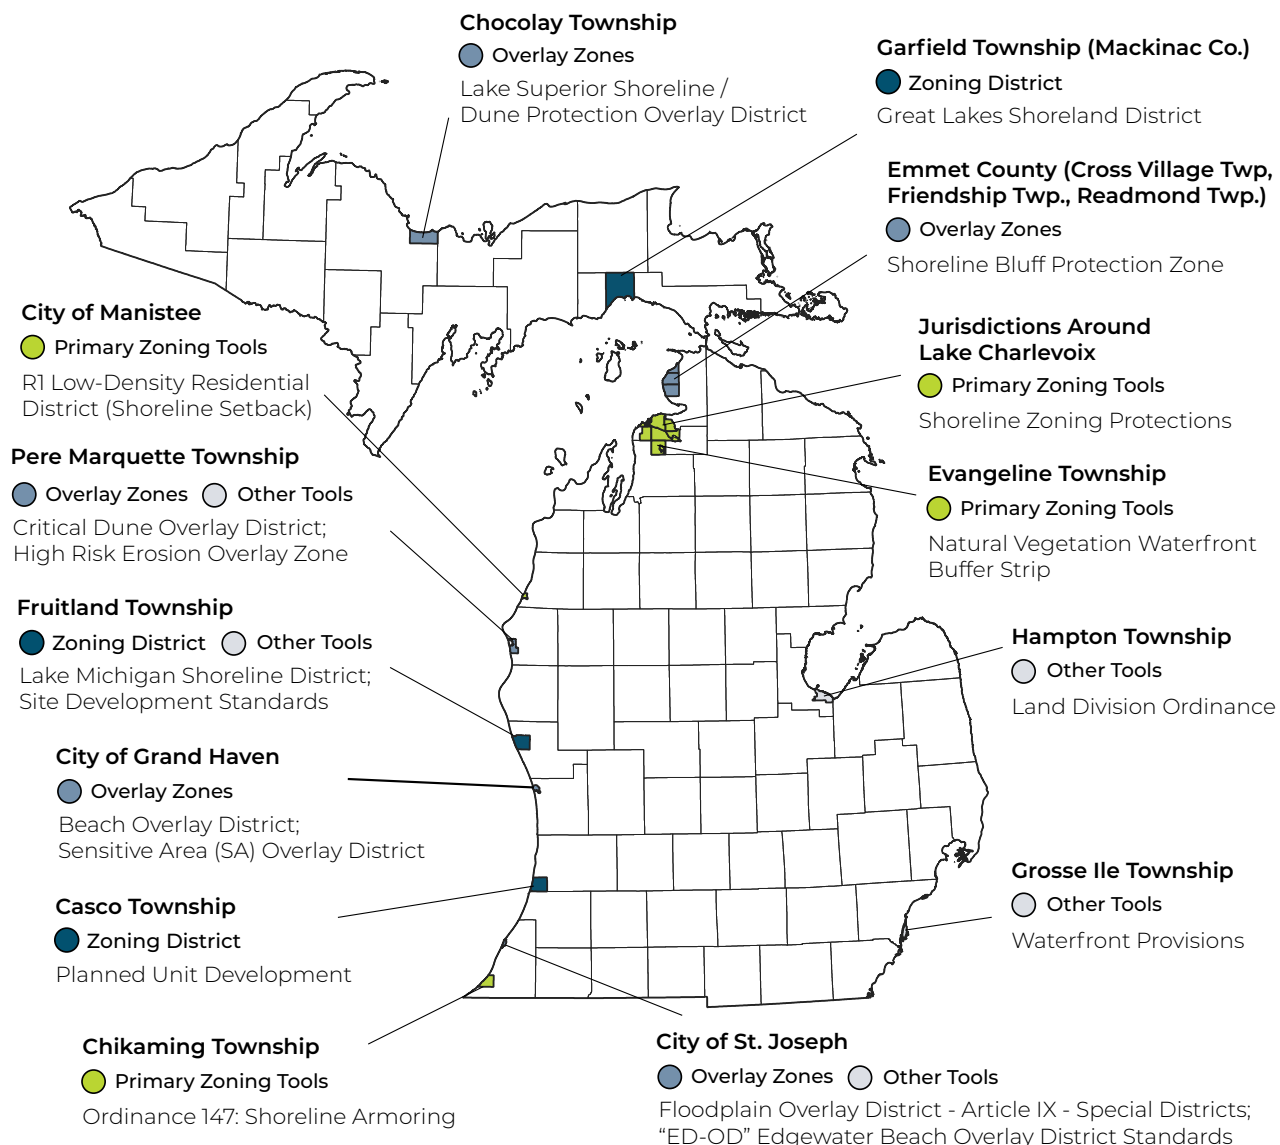 Chocolay Township
Overlay Zones
Lake Superior Shoreline /
Dune Protection Overlay District
Garfield Township (Mackinac Co.)
Zoning District
Great Lakes Shoreland District
Emmet County (Cross Village Twp,
Friendship Twp., Readmond Twp.)
Overlay Zones
Shoreline Bluff Protection Zone
City of Manistee
Primary Zoning Tools
R1 Low-Density Residential
District (Shoreline Setback)
Jurisdictions Around
Lake Charlevoix
Primary Zoning Tools
Shoreline Zoning Protections
Pere Marquette Township
Overlay Zones Other Tools
Critical Dune Overlay District;
High Risk Erosion Overlay Zone
Evangeline Township
Primary Zoning Tools
Natural Vegetation Waterfront
Buffer Strip
Fruitland Township
Zoning District Other Tools
Lake Michigan Shoreline District;
Site Development Standards
Hampton Township
Other Tools
Land Division Ordinance
City of Grand Haven
Overlay Zones
Beach Overlay District;
Sensitive Area (SA) Overlay District
Casco Township
Zoning District
Planned Unit Development
Grosse Ile Township
Other Tools
Waterfront Provisions
Chikaming Township
Primary Zoning Tools
Ordinance 147: Shoreline Armoring
City of St. Joseph
Overlay Zones Other Tools
Floodplain Overlay District - Article IX - Special Districts;
“ED-OD” Edgewater Beach Overlay District Standards